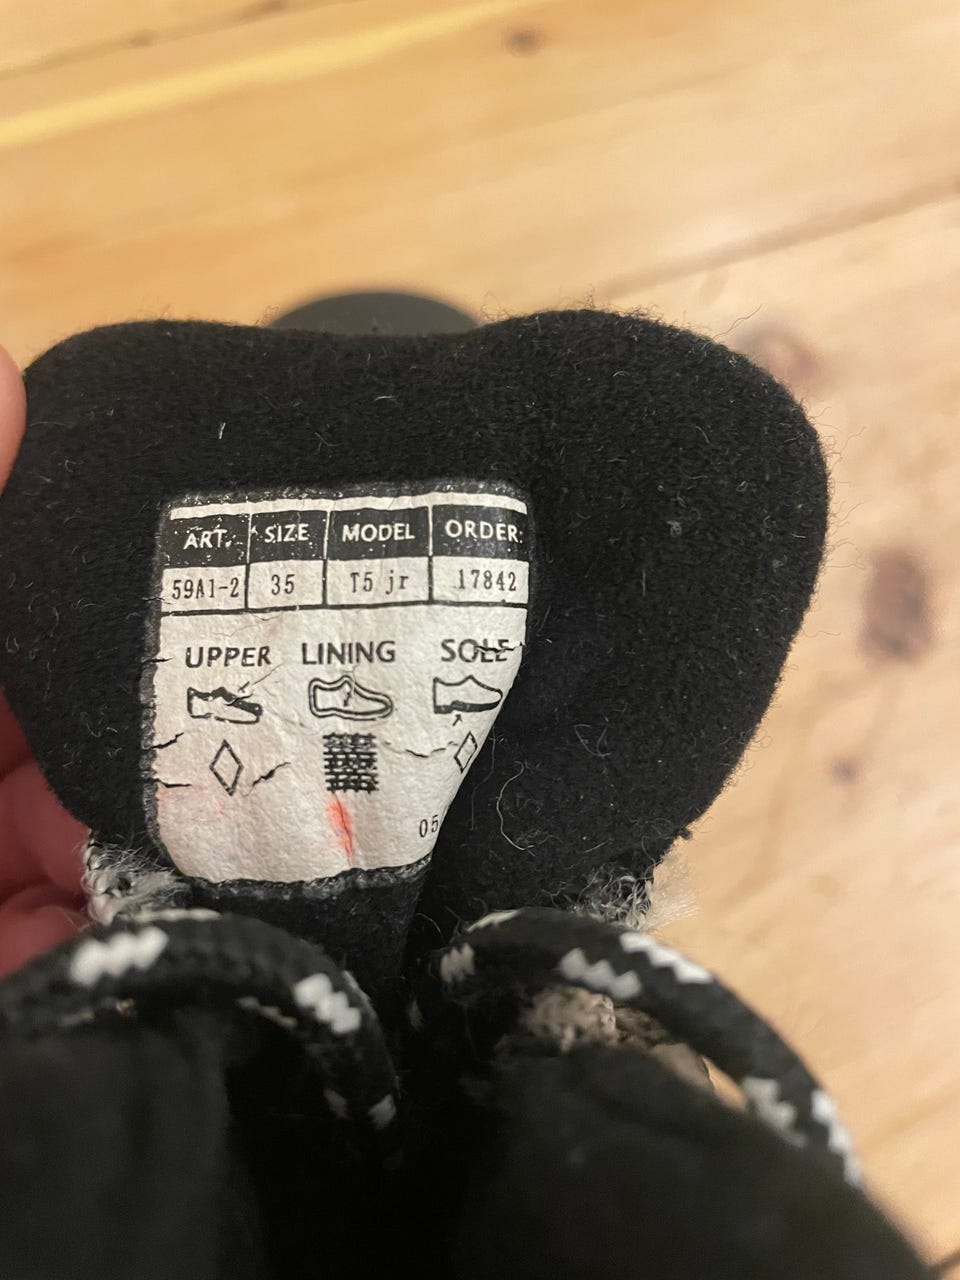 ART. SIZE MODEL ORDER:
59A1-2 35 T5 jr 17842
UPPER LINING SOLE
05